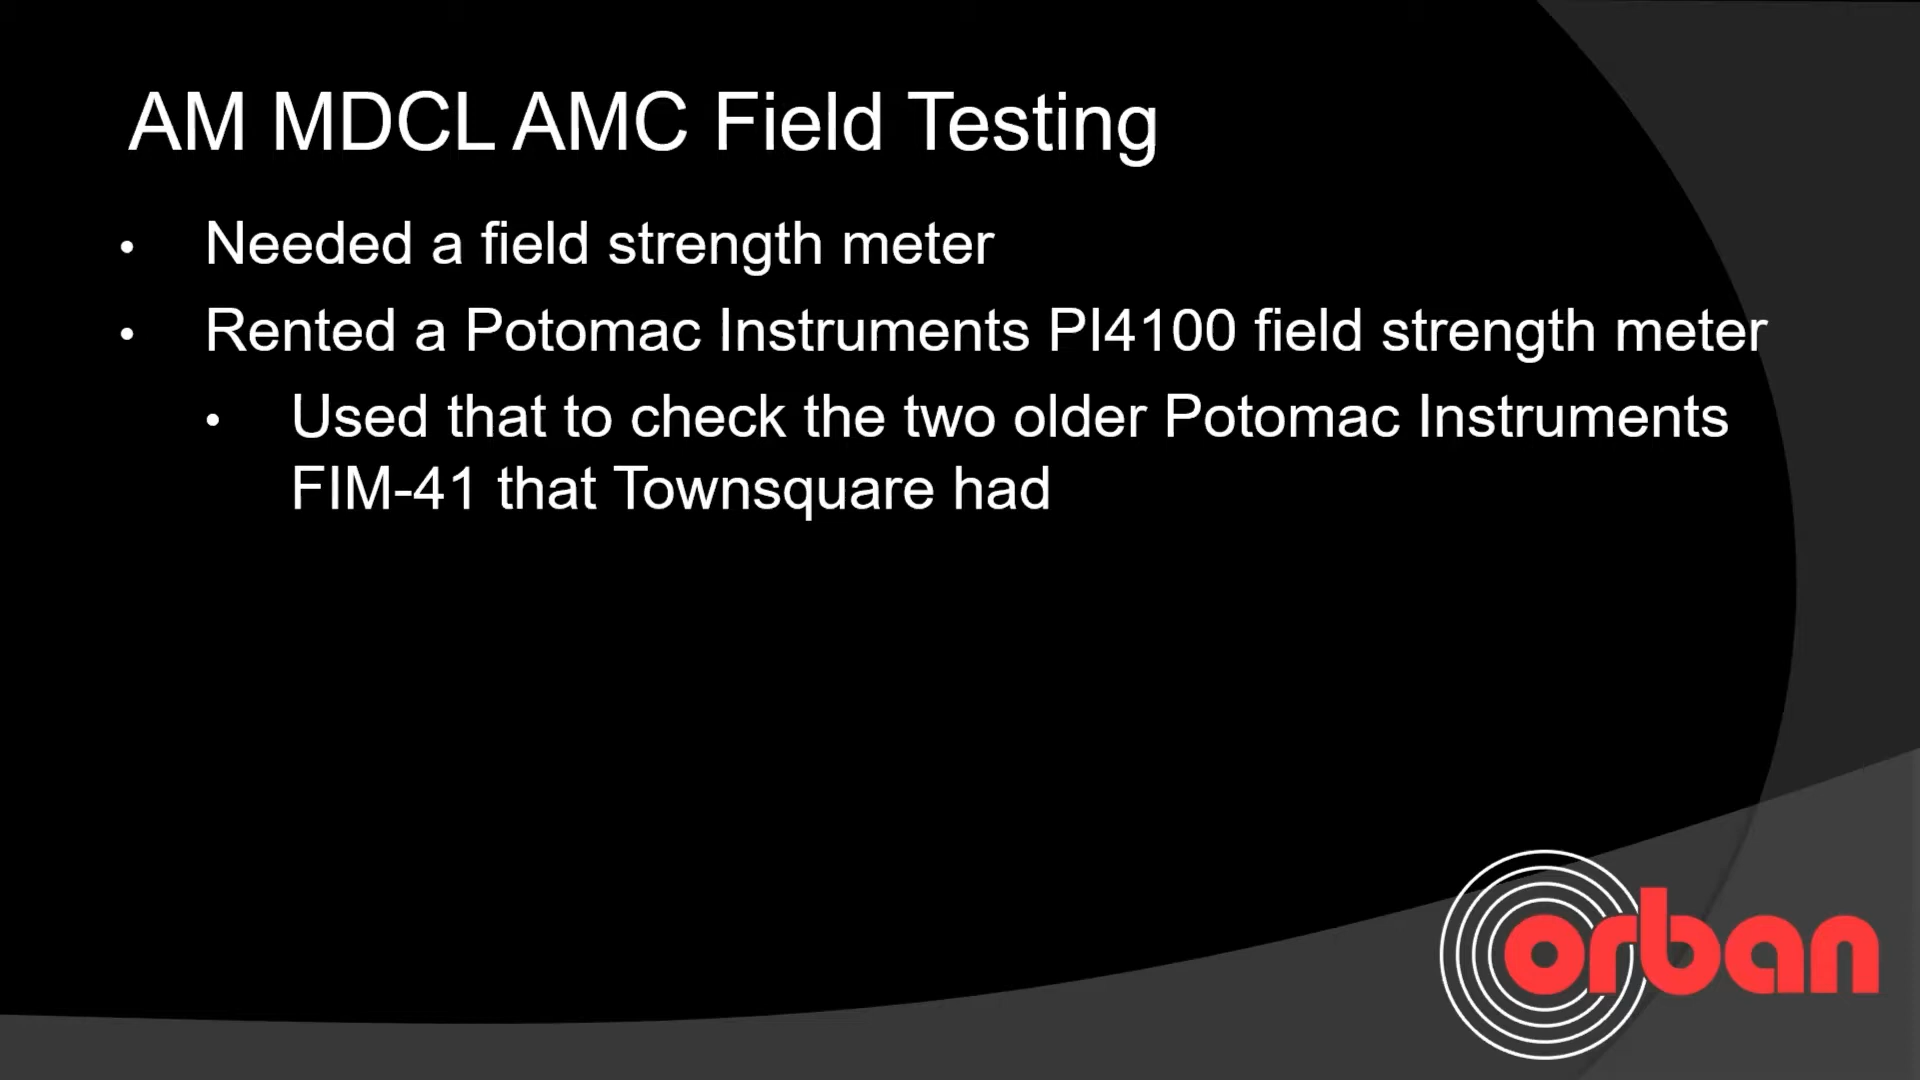 AM MDCL AMC Field Testing
• Needed a field strength meter
• Rented a Potomac Instruments PI4100 field strength meter
• Used that to check the two older Potomac Instruments
FIM-41 that Townsquare had
orban